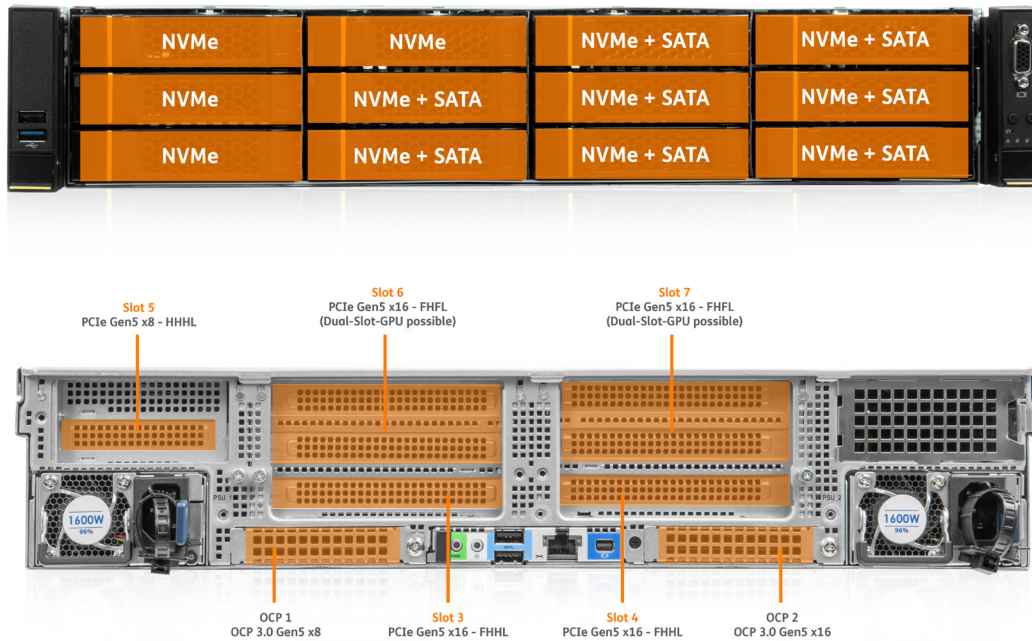 NVMe
NVMe
NVMe + SATA
NVMe + SATA
NVMe
NVMe + SATA
NVMe + SATA
NVMe + SATA
NVMe
NVMe + SATA
NVMe + SATA
NVMe + SATA
Slot 5
PCIe Gen5 x8 - HHHL
Slot 6
PCIe Gen5 x16 - FHFL
(Dual-Slot-GPU possible)
Slot 7
PCIe Gen5 x16 - FHFL
(Dual-Slot-GPU possible)
PSU_2
1600W
96%
1600W
96%
OCP 1
OCP 3.0 Gen5 x8
Slot 3
PCIe Gen5 x16 - FHHL
Slot 4
PCIe Gen5 x16 - FHHL
OCP 2
OCP 3.0 Gen5 x16